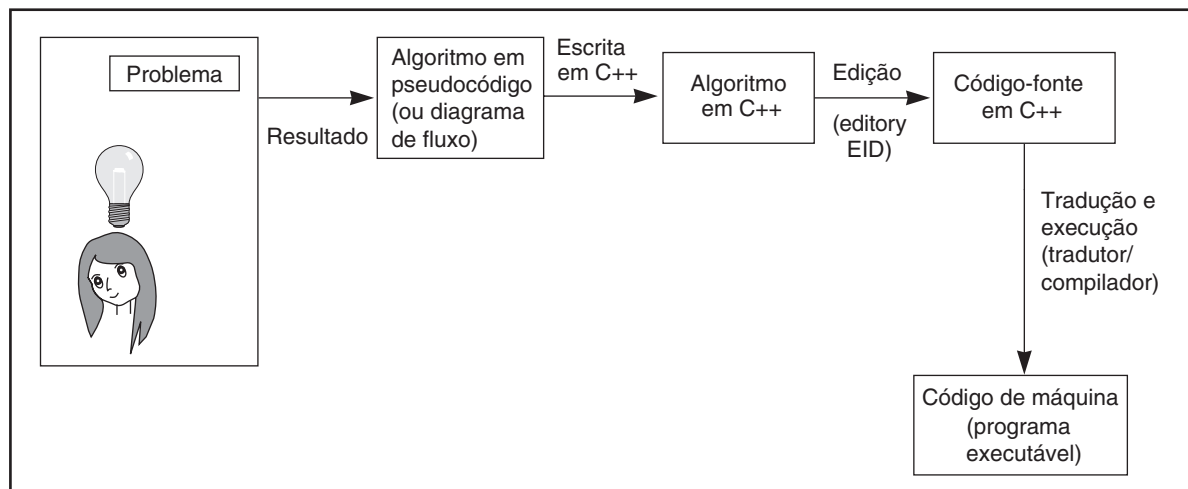 Problema
Resultado
Algoritmo em
pseudocódigo
(ou diagrama
de fluxo)
Escrita
em C++
Algoritmo
em C++
Edição
(editory
EID)
Código-fonte
em C++
Tradução e
execução
(tradutor/
compilador)
Código de máquina
(programa
executável)